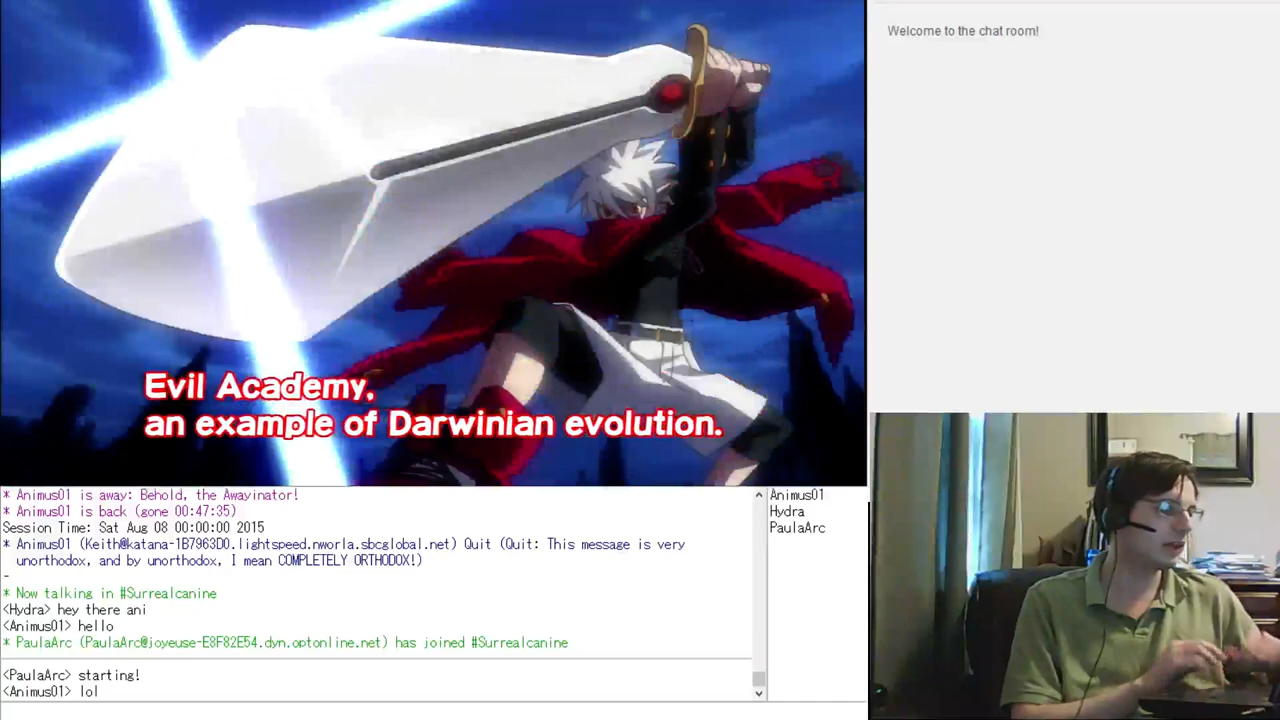 Welcome to the chat room!
Evil Academy,
an example of Darwinian evolution.
* Animus01 is away: Behold, the Awayinator!
* Animus01 is back (gone 00:47:35)
Session Time: Sat Aug 08 00:00:00 2015
* Animus01 (Keith@katana-1B7963D0.lightspeed.nworla.sbcglobal.net) Quit (Quit: This message is very
unorthodox, and by unorthodox, I mean COMPLETELY ORTHODOX!)
-
* Now talking in #Surrealcanine
<Hydra> hey there ani
<Animus01> hello
* PaulaArc (PaulaArc@joyeuse-E8F82E54.dyn.optonline.net) has joined #Surrealcanine
<PaulaArc> starting!
<Animus01> lol
Animus01
Hydra
PaulaArc